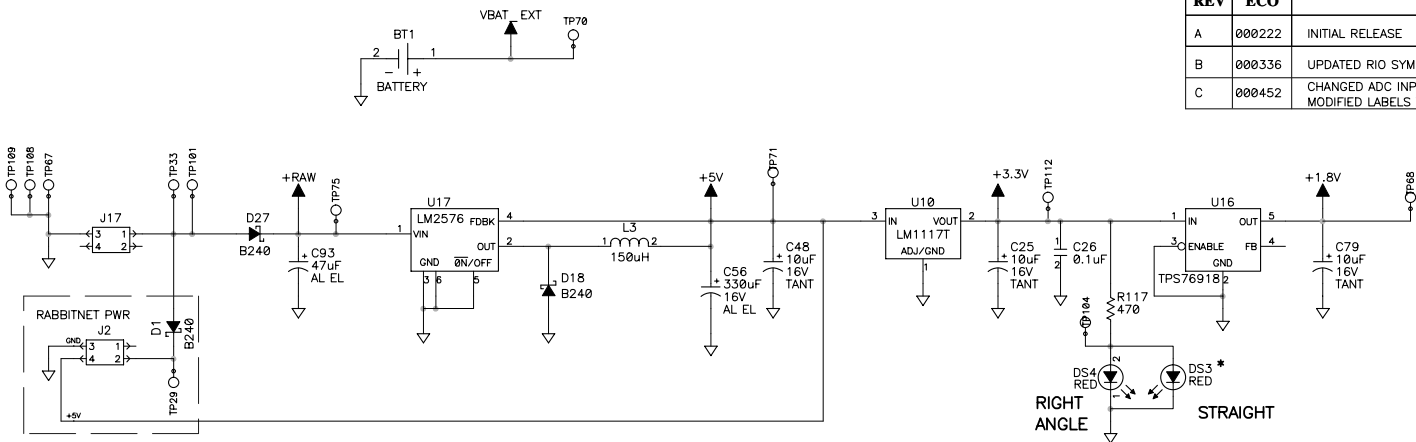 REV ECO
A 000222 INITIAL RELEASE
B 000336 UPDATED RIO SYM
C 000452 CHANGED ADC INP
MODIFIED LABELS
VBAT_EXT
TP70
BT1
2 1
- +
BATTERY
TP109
TP108
TP67
J17
3 1
4 2
TP33
TP101
D27
B240
+RAW
TP75
C93
47uF
AL EL
+
U17
LM2576 FDBK
VIN
OUT
GND ON/OFF
1
4
2
3 6 5
L3
1 2
150uH
D18
B240
+5V
C56
330uF
16V
AL EL
+
TP71
C48
10uF
16V
TANT
+
U10
IN VOUT
LM1117T
ADJ/GND
3
2
1
+3.3V
C25
10uF
16V
TANT
+
TP112
C26
0.1uF
1
2
R117
470
TP104
U16
IN OUT
ENABLE FB
GND
TPS76918
1 5
3 4
2
+1.8V
C79
10uF
16V
TANT
+
TP68
RABBITNET PWR
J2
GND
3 1
4 2
D1
B240
TP29
+5V
DS4
RED
2
1
DS3 *
RED
RIGHT
ANGLE
STRAIGHT